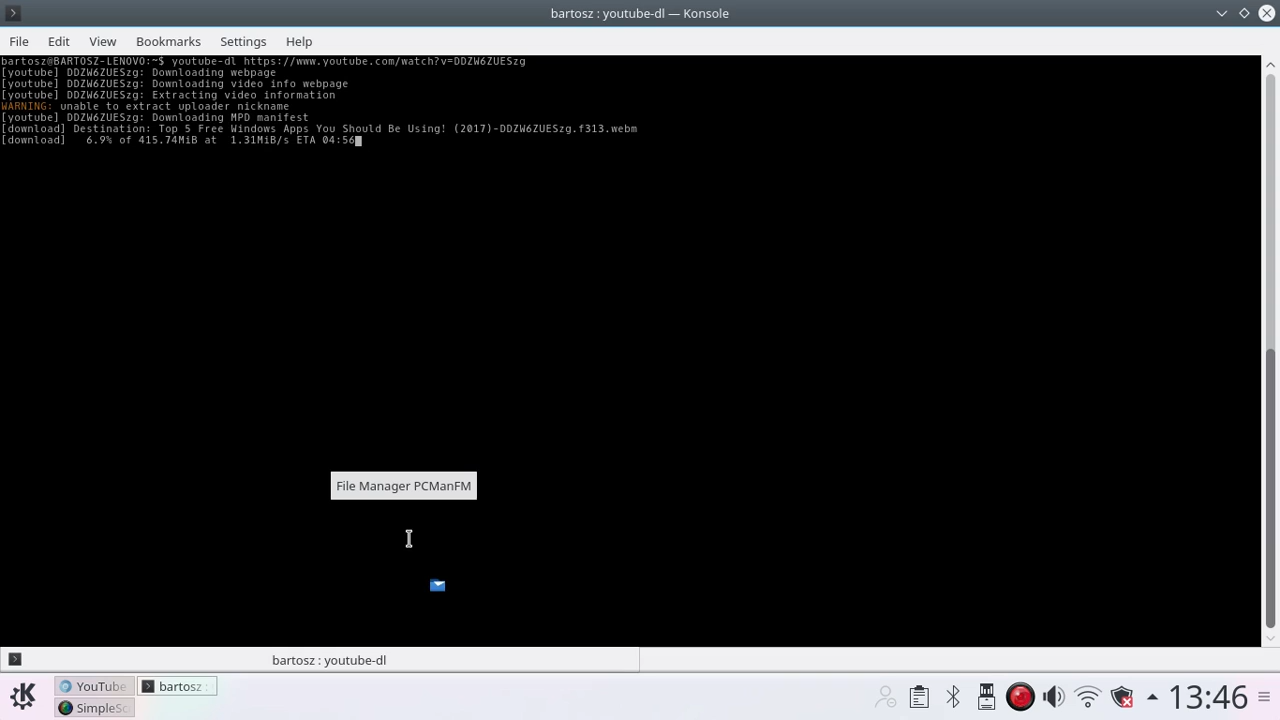 bartosz : youtube-dl — Konsole
File Edit View Bookmarks Settings Help
bartosz@BARTOSZ-LENOVO:~$ youtube-dl https://www.youtube.com/watch?v=DDZW6ZUESzg
[youtube] DDZW6ZUESzg: Downloading webpage
[youtube] DDZW6ZUESzg: Downloading video info webpage
[youtube] DDZW6ZUESzg: Extracting video information
WARNING: unable to extract uploader nickname
[youtube] DDZW6ZUESzg: Downloading MPD manifest
[download] Destination: Top 5 Free Windows Apps You Should Be Using! (2017)-DDZW6ZUESzg.f313.webm
[download] 6.9% of 415.74MiB at 1.31MiB/s ETA 04:56
File Manager PCManFM
bartosz : youtube-dl
YouTube
bartosz :
SimpleSc
13:46